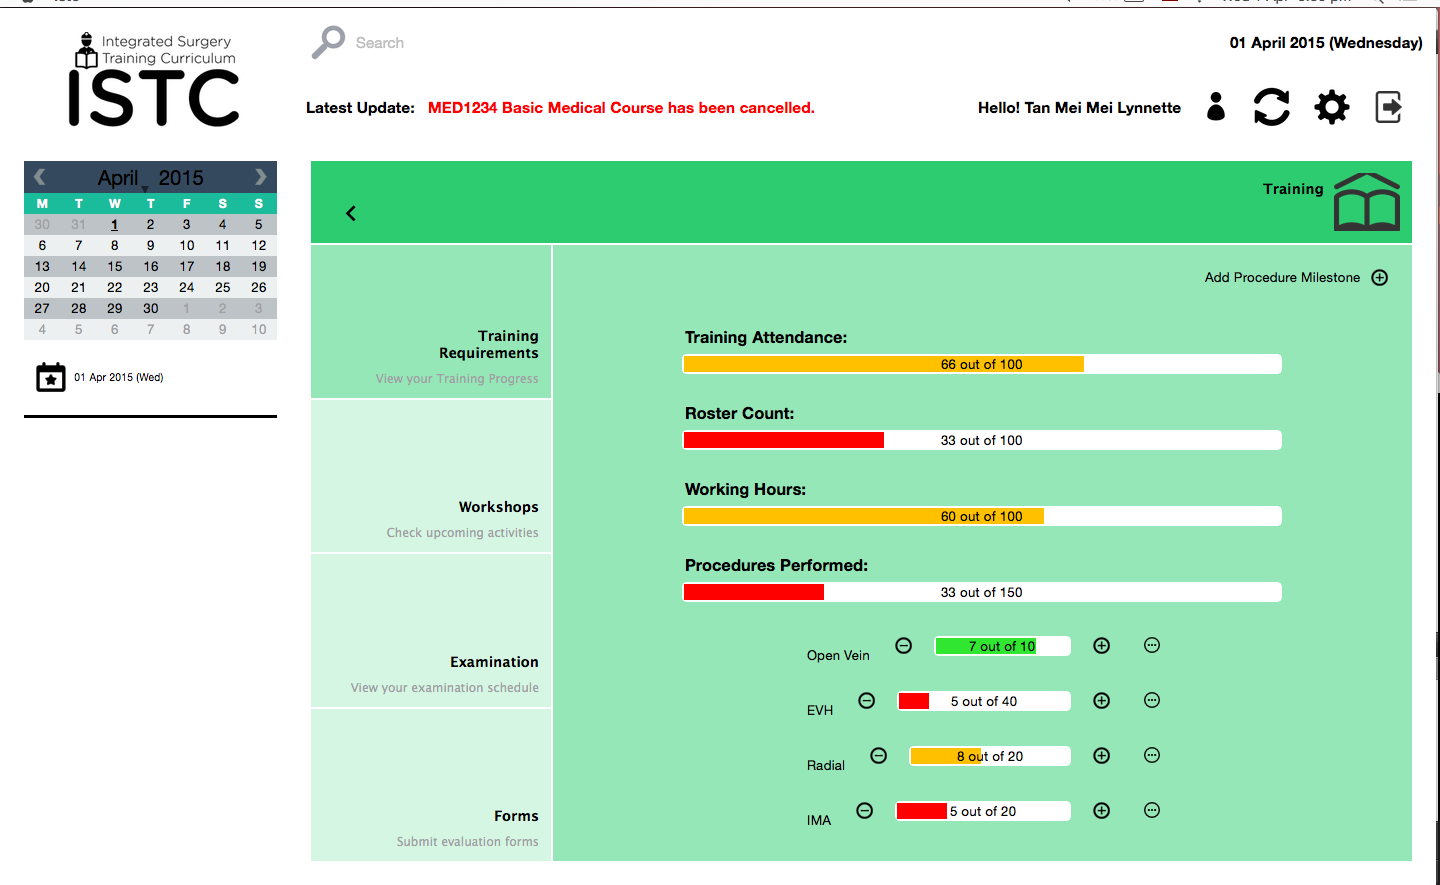 Integrated Surgery
Training Curriculum
ISTC
Search
01 April 2015 (Wednesday)
Latest Update: MED1234 Basic Medical Course has been cancelled.
Hello! Tan Mei Mei Lynnette
April 2015
M T W T F S S
30 31 1 2 3 4 5
6 7 8 9 10 11 12
13 14 15 16 17 18 19
20 21 22 23 24 25 26
27 28 29 30 1 2 3
4 5 6 7 8 9 10
01 Apr 2015 (Wed)
Training
Training
Requirements
View your Training Progress
Workshops
Check upcoming activities
Examination
View your examination schedule
Forms
Submit evaluation forms
Add Procedure Milestone
Training Attendance:
66 out of 100
Roster Count:
33 out of 100
Working Hours:
60 out of 100
Procedures Performed:
33 out of 150
Open Vein 7 out of 10
EVH 5 out of 40
Radial 8 out of 20
IMA 5 out of 20